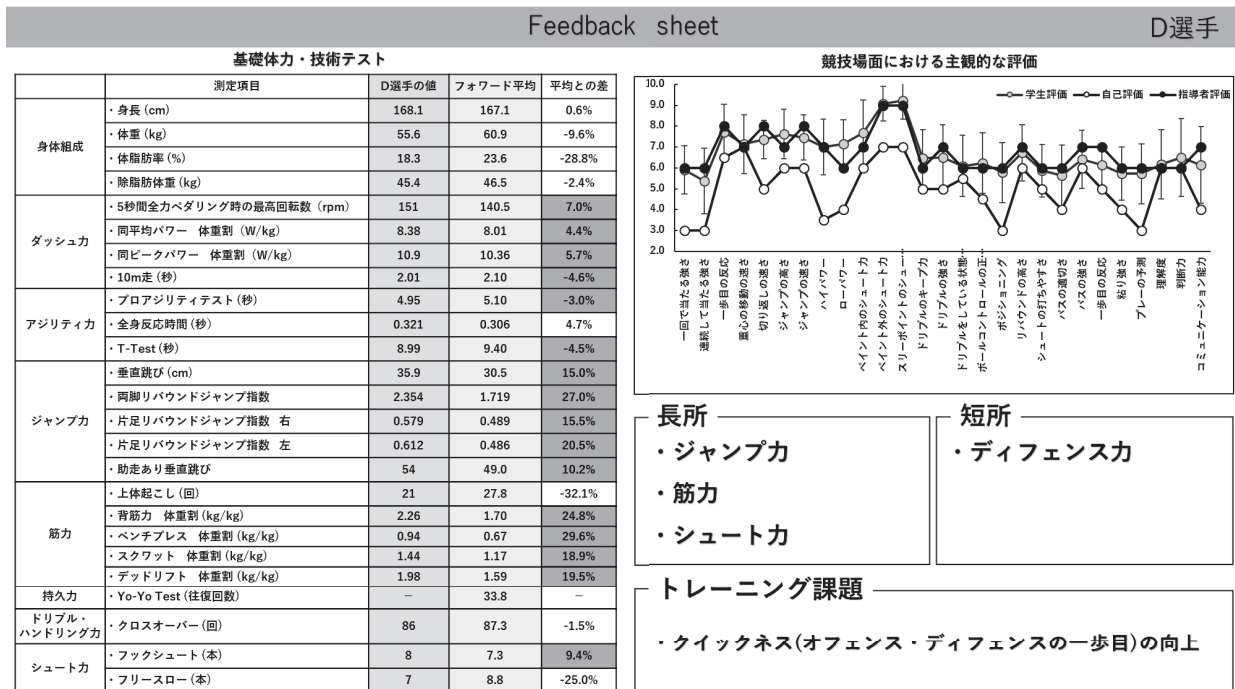 Feedback sheet
D選手
基礎体力・技術テスト
測定項目 D選手の値 フォワード平均 平均との差
身体組成
・身長 (cm) 168.1 167.1 0.6%
・体重 (kg) 55.6 60.9 -9.6%
・体脂肪率 (%) 18.3 23.6 -28.8%
・除脂肪体重 (kg) 45.4 46.5 -2.4%
ダッシュ力
・5秒間全力ペダリング時の最高回転数 (rpm) 151 140.5 7.0%
・同平均パワー 体重割 (W/kg) 8.38 8.01 4.4%
・同ピークパワー 体重割 (W/kg) 10.9 10.36 5.7%
・10m走 (秒) 2.01 2.10 -4.6%
アジリティ力
・プロアジリティテスト (秒) 4.95 5.10 -3.0%
・全身反応時間 (秒) 0.321 0.306 4.7%
・T-Test (秒) 8.99 9.40 -4.5%
ジャンプ力
・垂直跳び (cm) 35.9 30.5 15.0%
・両脚リバウンドジャンプ指数 2.354 1.719 27.0%
・片足リバウンドジャンプ指数 右 0.579 0.489 15.5%
・片足リバウンドジャンプ指数 左 0.612 0.486 20.5%
・助走あり垂直跳び 54 49.0 10.2%
筋力
・上体起こし (回) 21 27.8 -32.1%
・背筋力 体重割 (kg/kg) 2.26 1.70 24.8%
・ベンチプレス 体重割 (kg/kg) 0.94 0.67 29.6%
・スクワット 体重割 (kg/kg) 1.44 1.17 18.9%
・デッドリフト 体重割 (kg/kg) 1.98 1.59 19.5%
持久力
・Yo-Yo Test (往復回数) − 33.8 −
ドリブル・
ハンドリング力
・クロスオーバー (回) 86 87.3 -1.5%
シュート力
・フックシュート (本) 8 7.3 9.4%
・フリースロー (本) 7 8.8 -25.0%
競技場面における主観的な評価
学生評価 自己評価 指導者評価
10.0
9.0
8.0
7.0
6.0
5.0
4.0
3.0
2.0
一回で当たる強さ
連続して当たる強さ
一歩目の反応
重心の移動の速さ
切り返しの速さ
ジャンプの高さ
ジャンプの速さ
ハイパワー
ローパワー
ペイント内のシュート力
ペイント外のシュート力
スリーポイントのシュー…
ドリブルのキープ力
ドリブルの強さ
ドリブルをしている状態…
ボールコントロールの正…
ポジショニング
リバウンドの高さ
シュートの打ちやすさ
パスの適切さ
パスの強さ
一歩目の反応
粘り強さ
プレーの予測
理解度
判断力
コミュニケーション能力
長所
・ジャンプ力
・筋力
・シュート力
短所
・ディフェンス力
トレーニング課題
・クイックネス(オフェンス・ディフェンスの一歩目)の向上